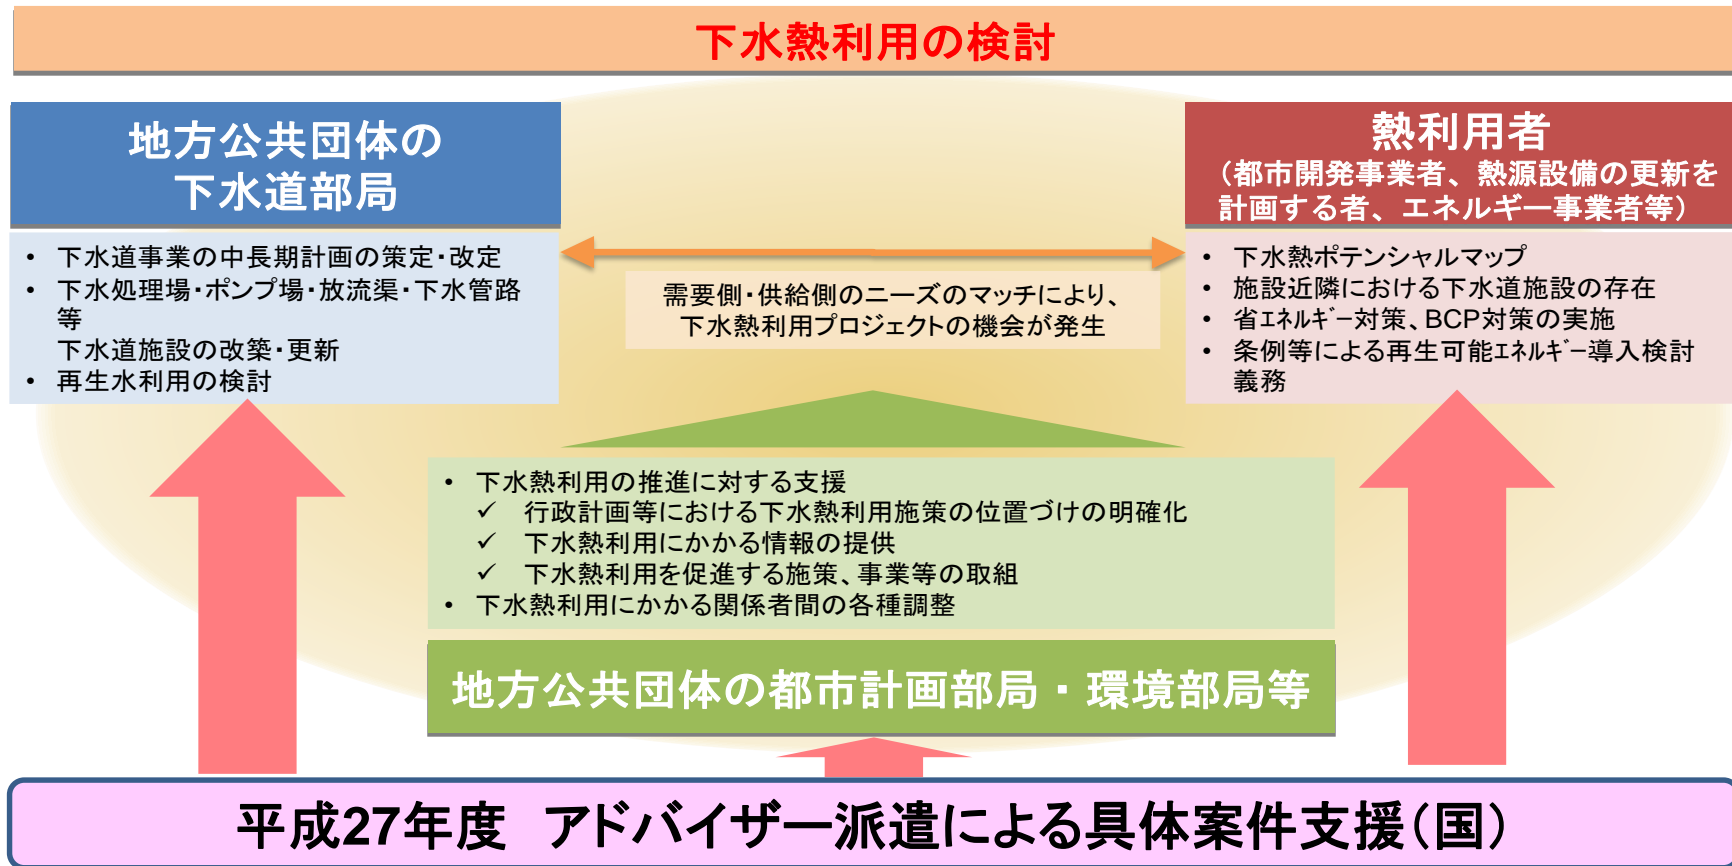 下水熱利用の検討
地方公共団体の
下水道部局
• 下水道事業の中長期計画の策定・改定
• 下水処理場・ポンプ場・放流渠・下水管路
等
下水道施設の改築・更新
• 再生水利用の検討
需要側・供給側のニーズのマッチにより、
下水熱利用プロジェクトの機会が発生
熱利用者
（都市開発事業者、熱源設備の更新を
計画する者、エネルギー事業者等）
• 下水熱ポテンシャルマップ
• 施設近隣における下水道施設の存在
• 省ｴﾈﾙｷﾞｰ対策、BCP対策の実施
• 条例等による再生可能ｴﾈﾙｷﾞｰ導入検討
義務
• 下水熱利用の推進に対する支援
✓ 行政計画等における下水熱利用施策の位置づけの明確化
✓ 下水熱利用にかかる情報の提供
✓ 下水熱利用を促進する施策、事業等の取組
• 下水熱利用にかかる関係者間の各種調整
地方公共団体の都市計画部局・環境部局等
平成27年度　アドバイザー派遣による具体案件支援（国）